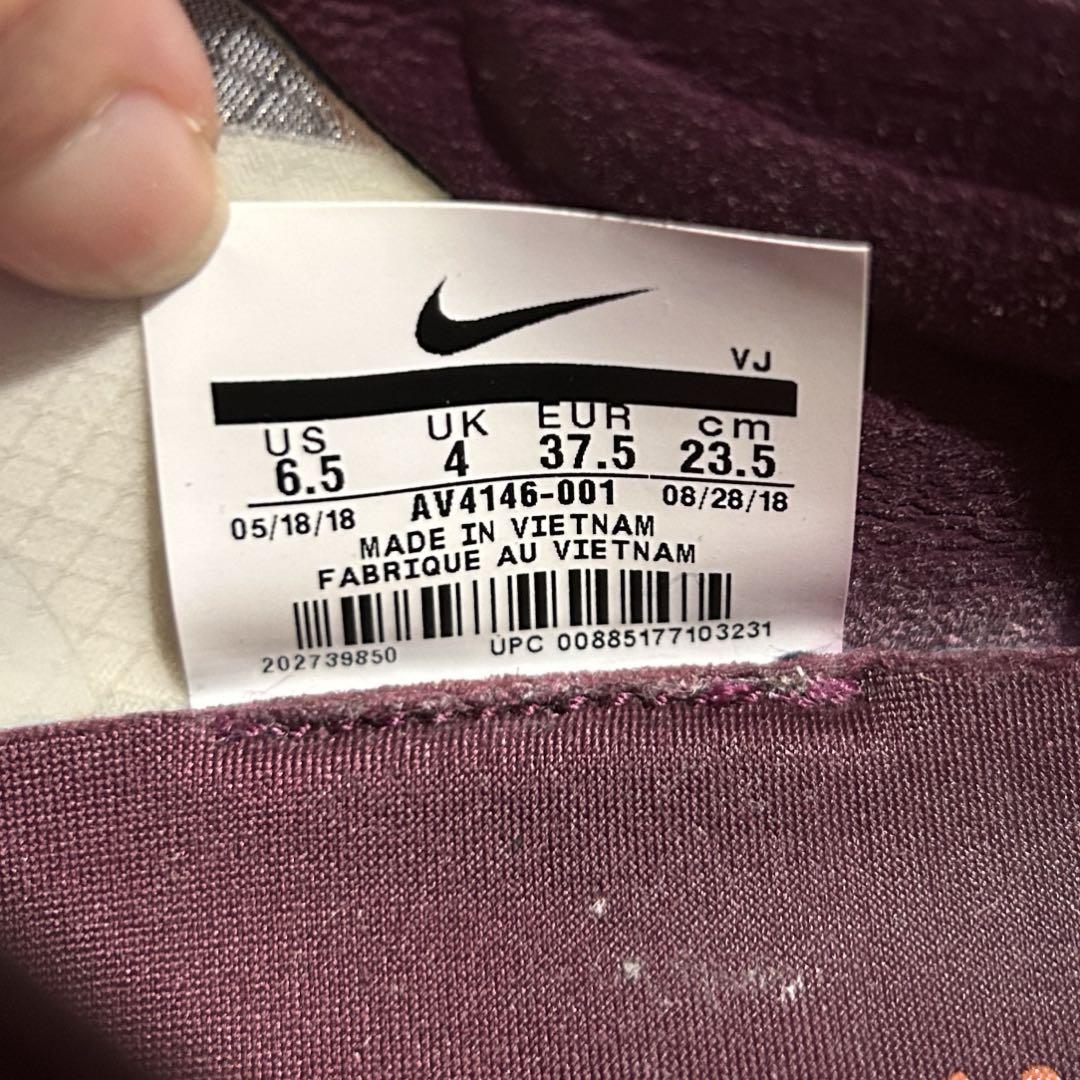 VJ
US UK EUR cm
6.5 4 37.5 23.5
05/18/18 AV4146-001 08/28/18
MADE IN VIETNAM
FABRIQUE AU VIETNAM
202739850 UPC 00885177103231